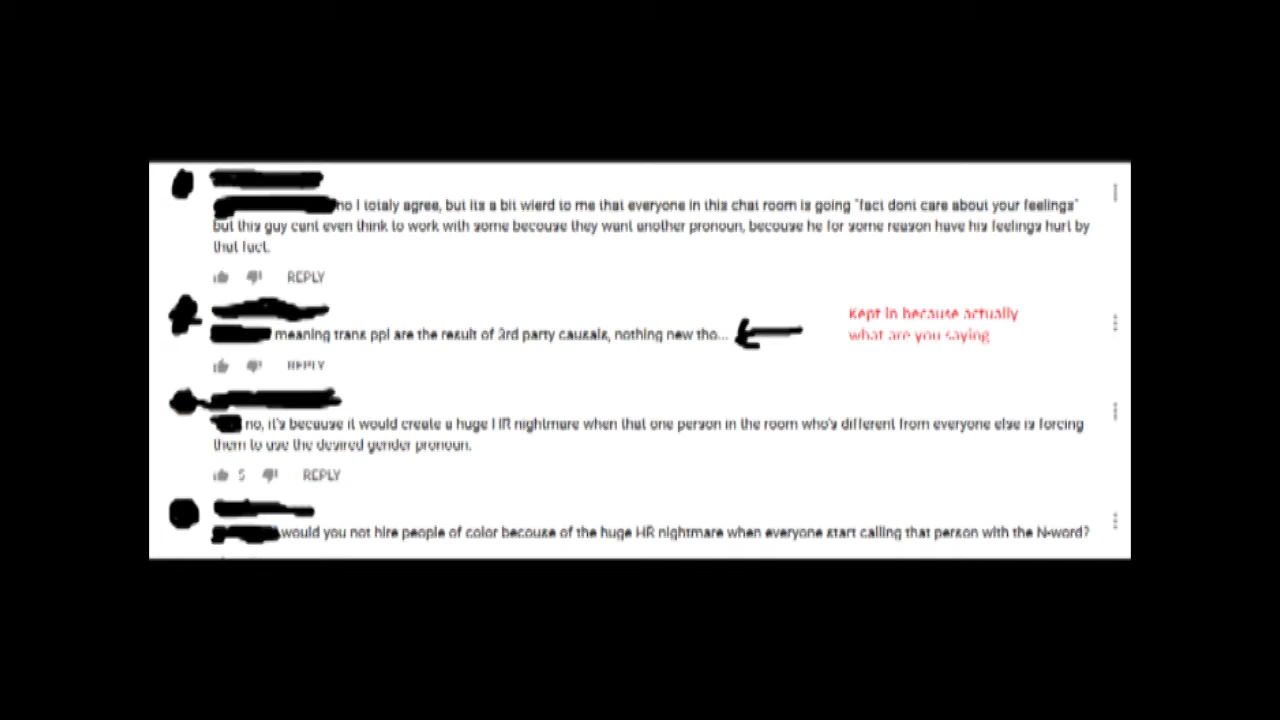 no I totaly agree, but its a bit wierd to me that everyone in this chat room is going "fact dont care about your feelings"
but this guy cant even think to work with some because they want another pronoun, because he for some reason have his feelings hurt by
that fact.
REPLY
meaning trans ppl are the result of 3rd party causals, nothing new tho...
Kept in because actually
what are you saying
REPLY
no, it's because it would create a huge HR nightmare when that one person in the room who's different from everyone else is forcing
them to use the desired gender pronoun.
5 REPLY
would you not hire people of color because of the huge HR nightmare when everyone start calling that person with the N-word?